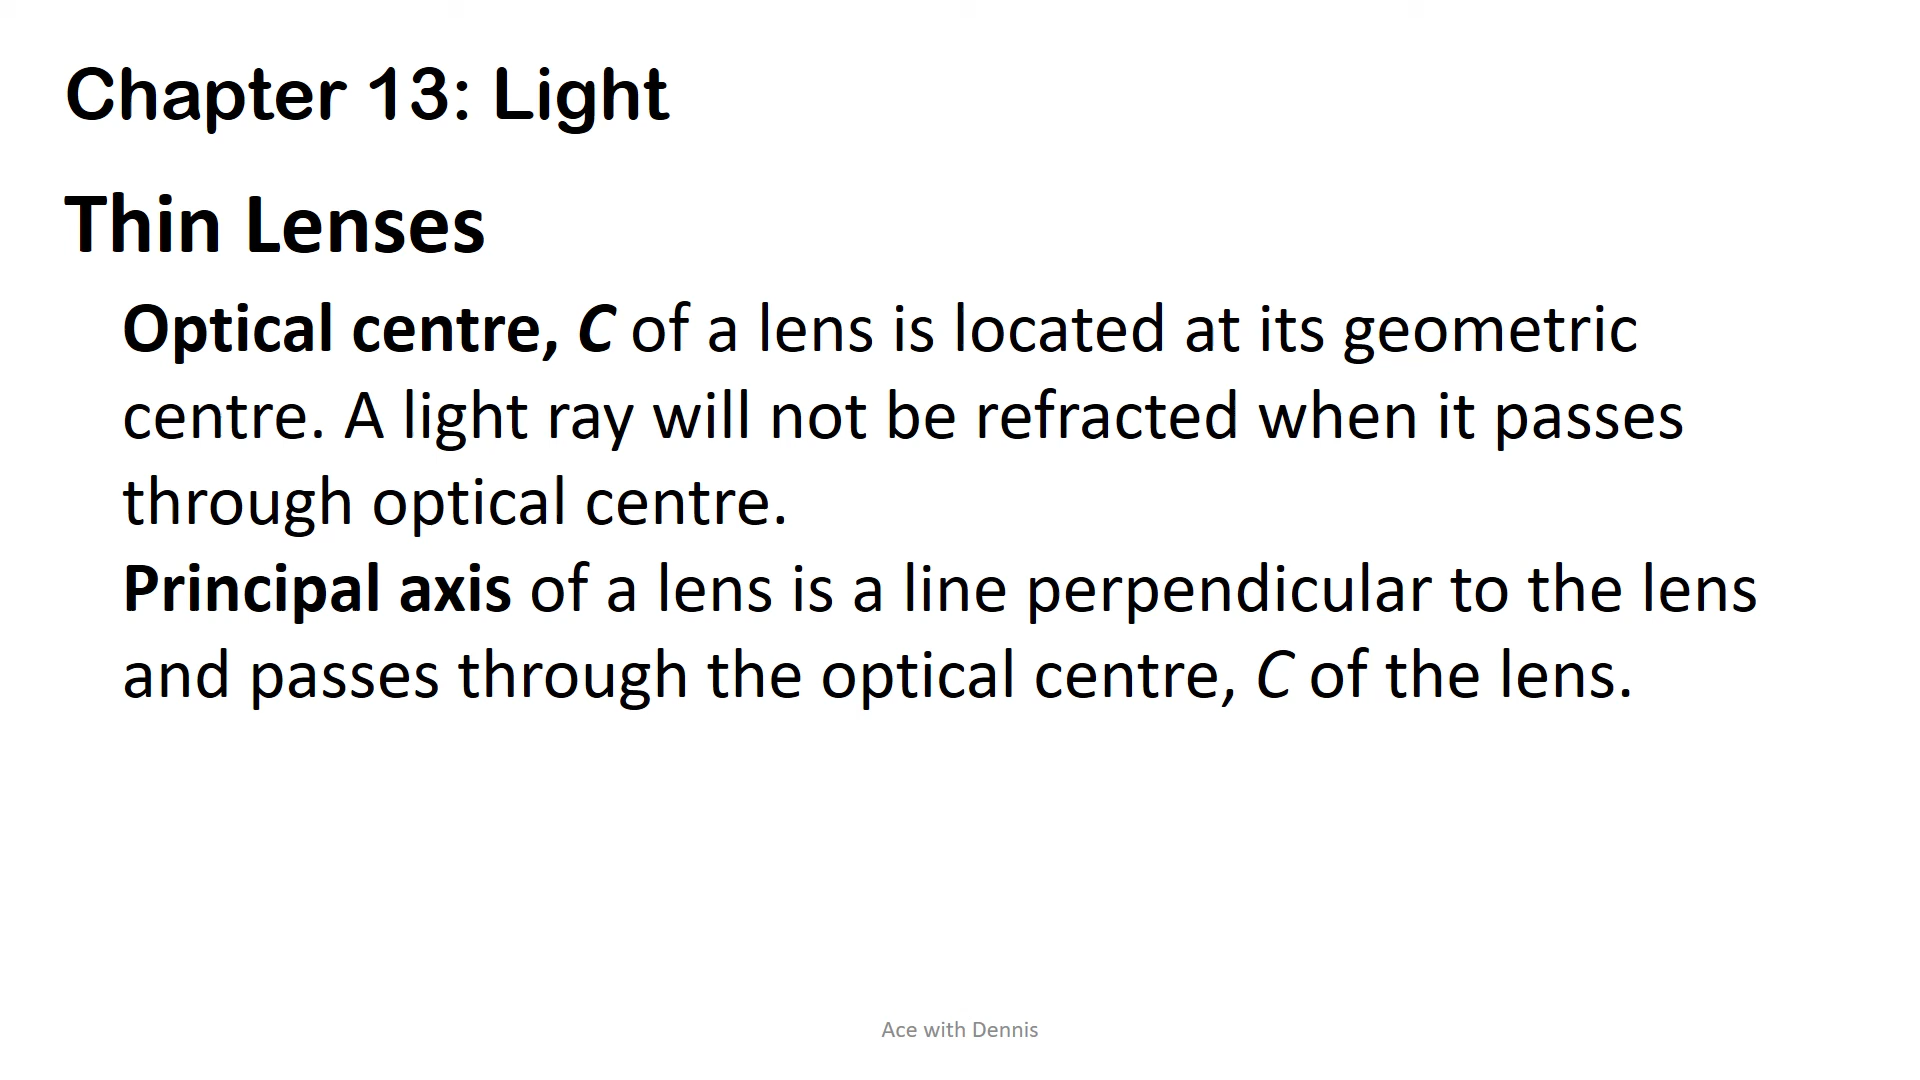 Chapter 13: Light
Thin Lenses
Optical centre, C of a lens is located at its geometric
centre. A light ray will not be refracted when it passes
through optical centre.
Principal axis of a lens is a line perpendicular to the lens
and passes through the optical centre, C of the lens.
Ace with Dennis